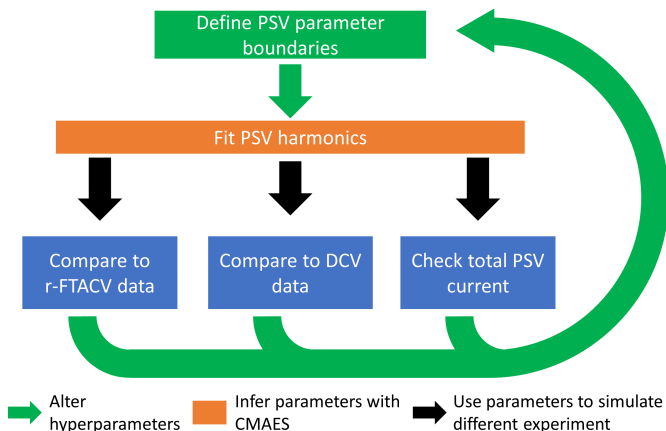 Define PSV parameter
boundaries
Fit PSV harmonics
Compare to
r-FTACV data
Compare to DCV
data
Check total PSV
current
Alter
hyperparameters
Infer parameters with
CMAES
Use parameters to simulate
different experiment